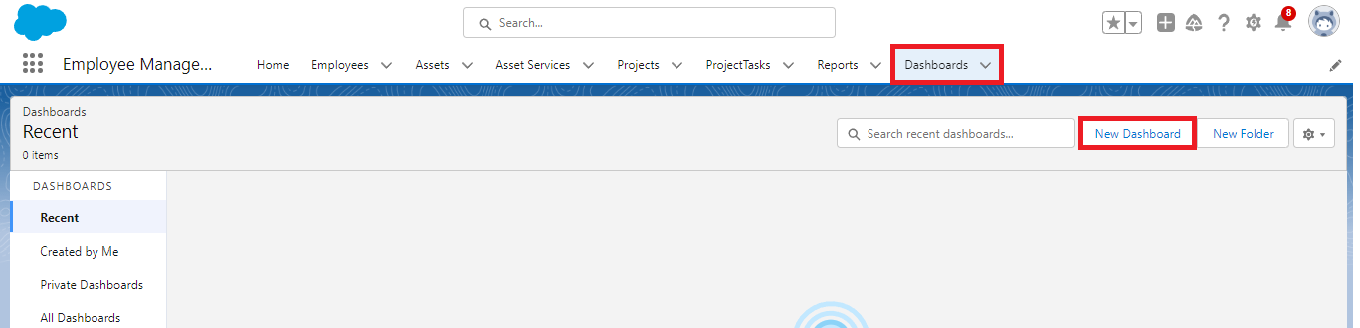 Search...
8
Employee Manage...
Home Employees Assets Asset Services Projects ProjectTasks Reports Dashboards
Dashboards
Recent
0 items
Search recent dashboards...
New Dashboard
New Folder
DASHBOARDS
Recent
Created by Me
Private Dashboards
All Dashboards